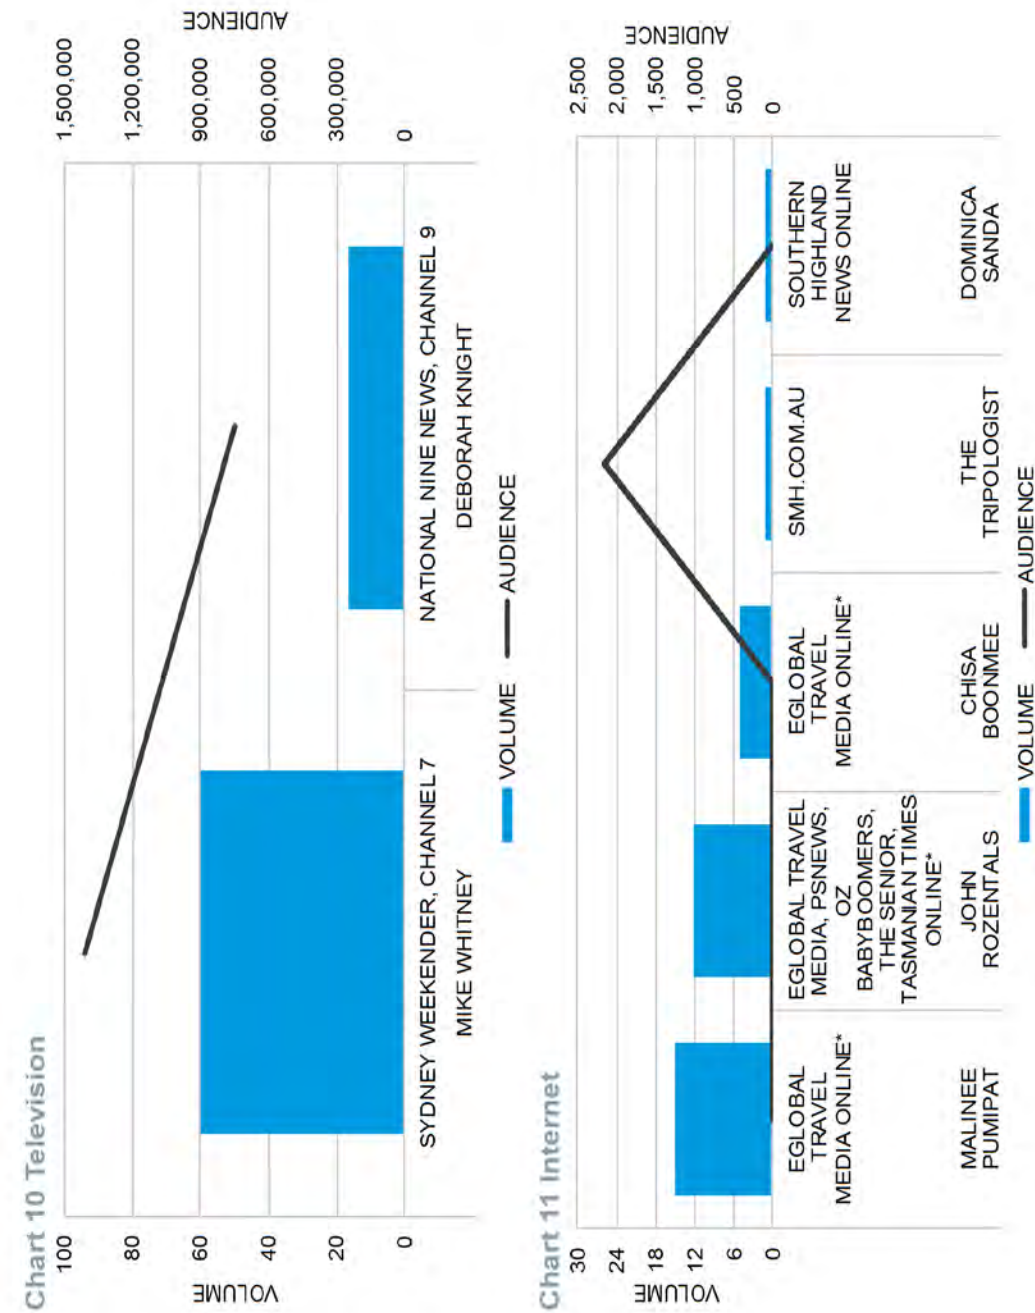 Chart 10 Television
VOLUME
100
80
60
40
20
0
AUDIENCE
1,500,000
1,200,000
900,000
600,000
300,000
0
SYDNEY WEEKENDER, CHANNEL 7
MIKE WHITNEY
NATIONAL NINE NEWS, CHANNEL 9
DEBORAH KNIGHT
VOLUME AUDIENCE
Chart 11 Internet
VOLUME
30
24
18
12
6
0
AUDIENCE
2,500
2,000
1,500
1,000
500
0
EGLOBAL
TRAVEL
MEDIA ONLINE*
MALINEE
PUMIPAT
EGLOBAL TRAVEL
MEDIA, PSNEWS,
OZ
BABYBOOMERS,
THE SENIOR,
TASMANIAN TIMES
ONLINE*
JOHN
ROZENTALS
EGLOBAL
TRAVEL
MEDIA ONLINE*
CHISA
BOONMEE
SMH.COM.AU
THE
TRIPOLOGIST
SOUTHERN
HIGHLAND
NEWS ONLINE
DOMINICA
SANDA
VOLUME AUDIENCE